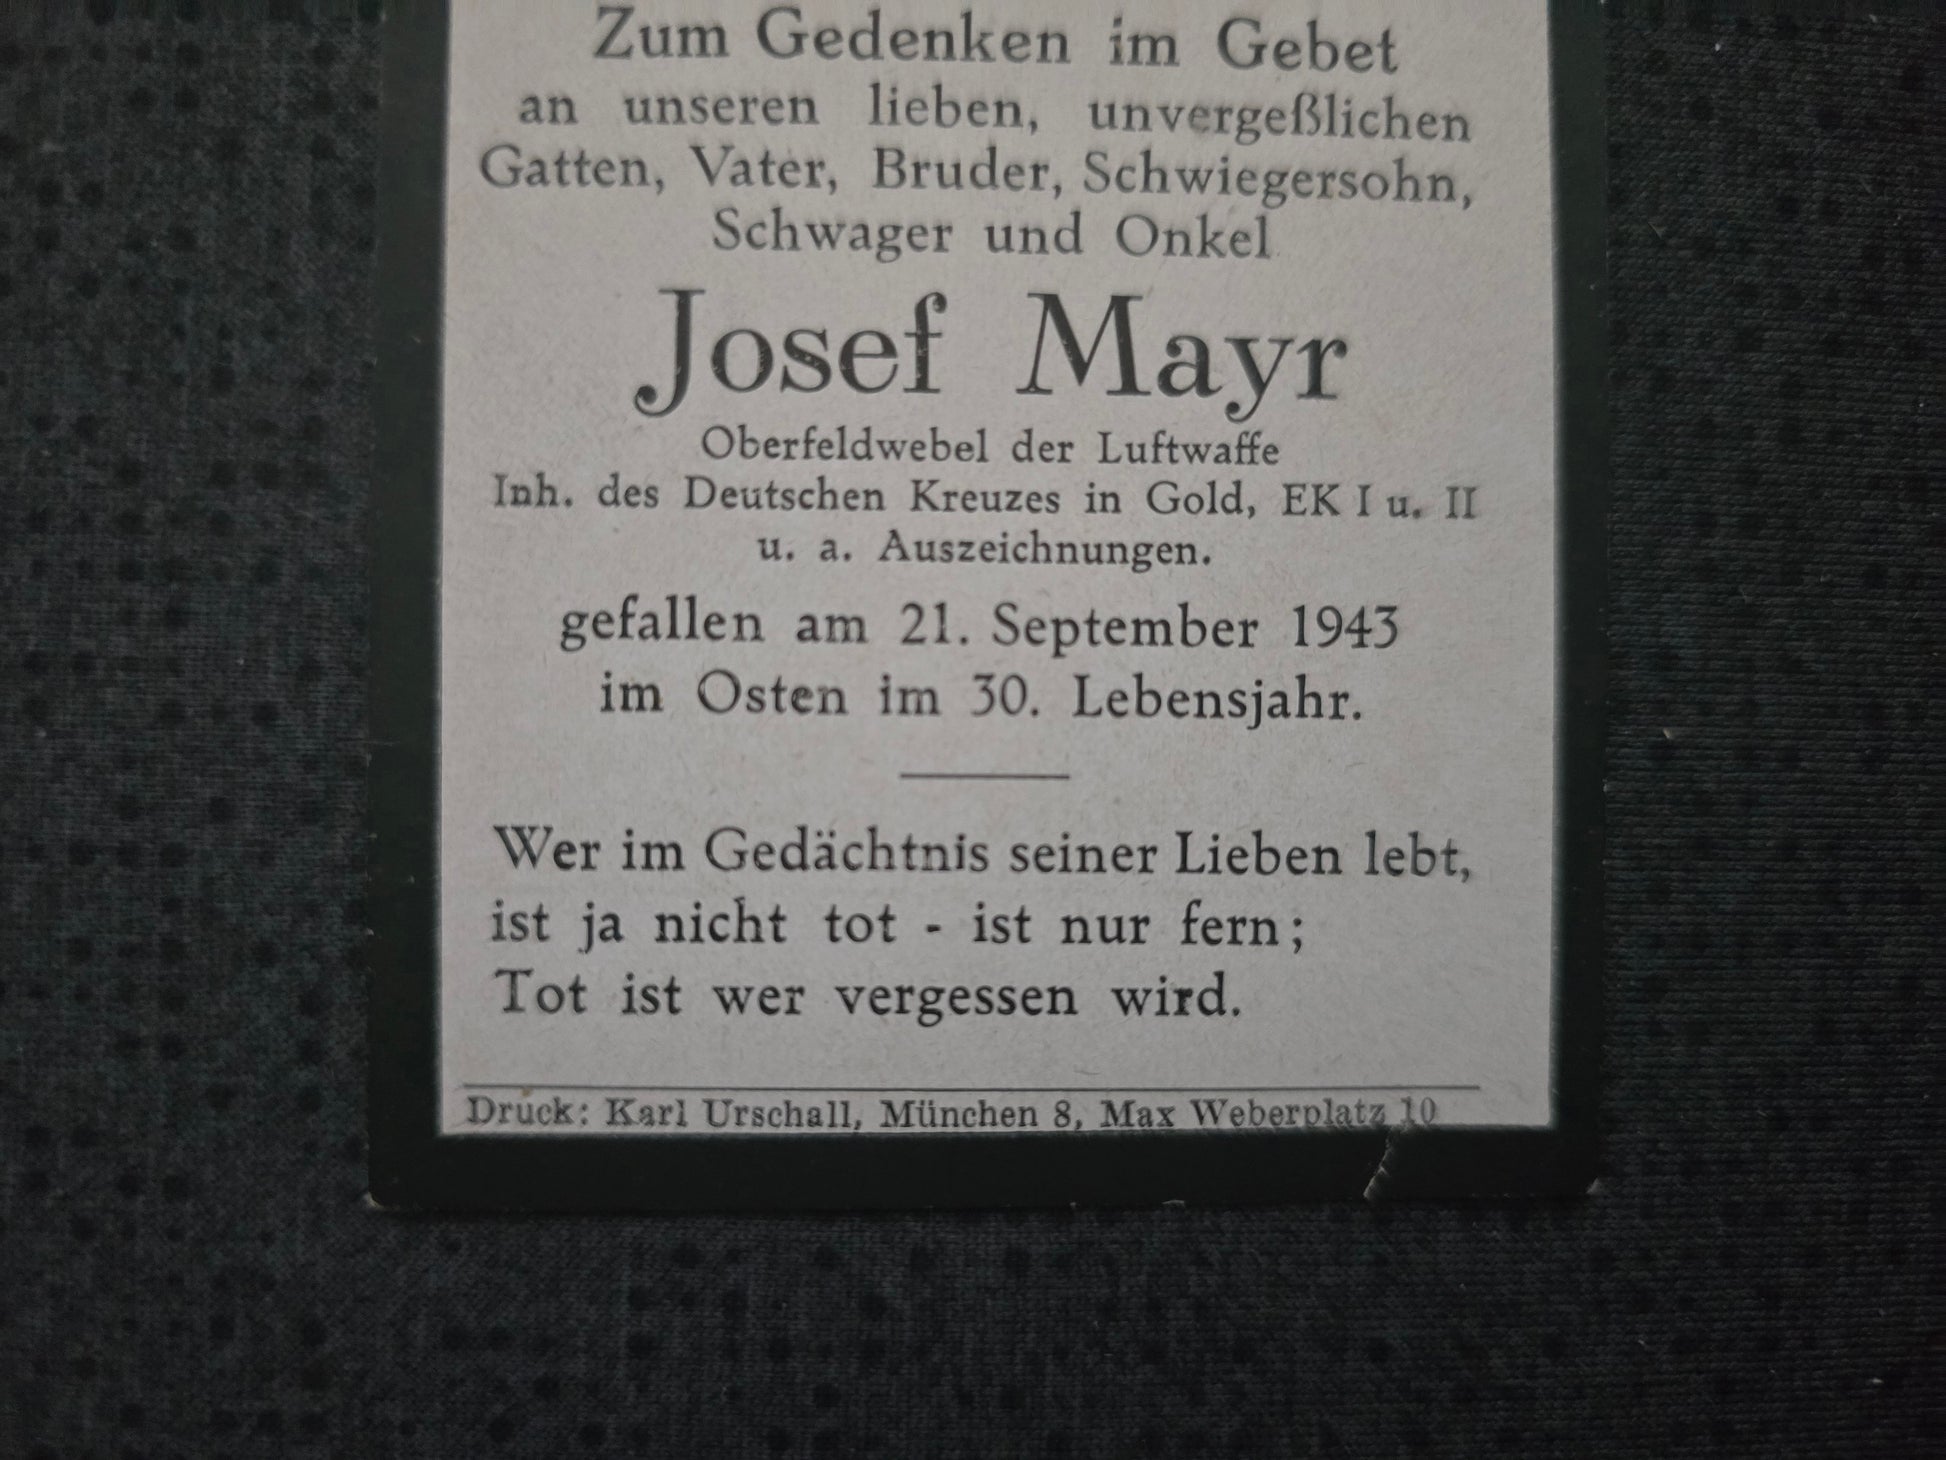 Zum Gedenken im Gebet
an unseren lieben, unvergeßlichen
Gatten, Vater, Bruder, Schwiegersohn,
Schwager und Onkel
Josef Mayr
Oberfeldwebel der Luftwaffe
Inh. des Deutschen Kreuzes in Gold, EK I u. II
u. a. Auszeichnungen.
gefallen am 21. September 1943
im Osten im 30. Lebensjahr.
Wer im Gedächtnis seiner Lieben lebt,
ist ja nicht tot - ist nur fern;
Tot ist wer vergessen wird.
Druck: Karl Urschall, München 8, Max Weberplatz 10